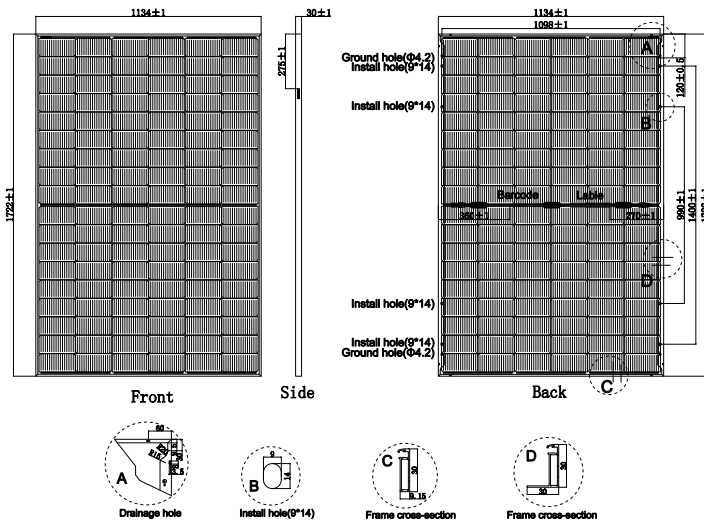 1134±1
30±1
1134±1
1098±1
275±1
1722±1
Ground hole(Φ4.2)
Install hole(9*14)
Install hole(9*14)
A
B
120±0.5
Barcode
Lable
360±1
270±1
990±1
1400±1
D
Install hole(9*14)
Install hole(9*14)
Ground hole(Φ4.2)
C
Front
Side
Back
60
R15
A
Drainage hole
9
14
B
Install hole(9*14)
C
30
9. 15
Frame cross-section
D
30
30
Frame cross-section